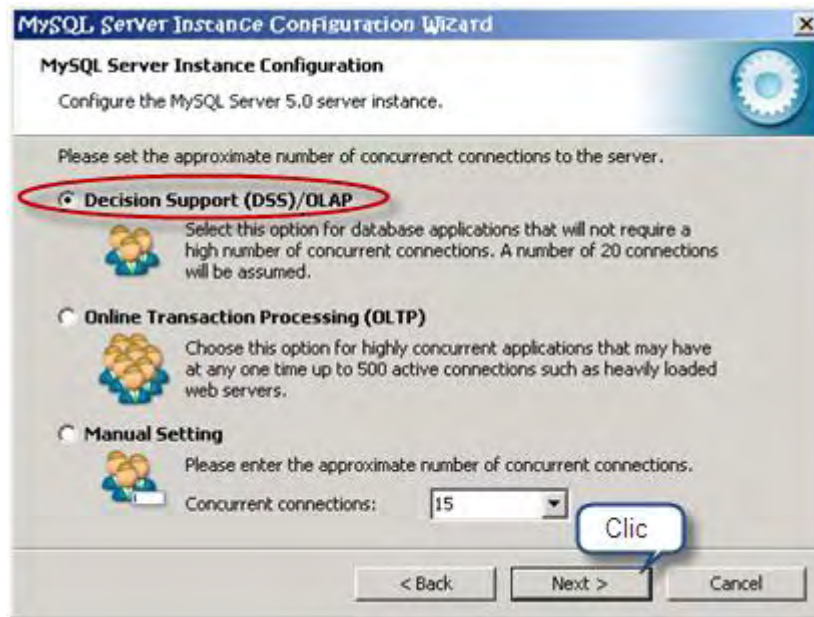 MySQL Server Instance Configuration Wizard
MySQL Server Instance Configuration
Configure the MySQL Server 5.0 server instance.
Please set the approximate number of concurrenct connections to the server.
Decision Support (DSS)/OLAP
Select this option for database applications that will not require a
high number of concurrent connections. A number of 20 connections
will be assumed.
Online Transaction Processing (OLTP)
Choose this option for highly concurrent applications that may have
at any one time up to 500 active connections such as heavily loaded
web servers.
Manual Setting
Please enter the approximate number of concurrent connections.
Concurrent connections: 15
Clic
< Back Next > Cancel